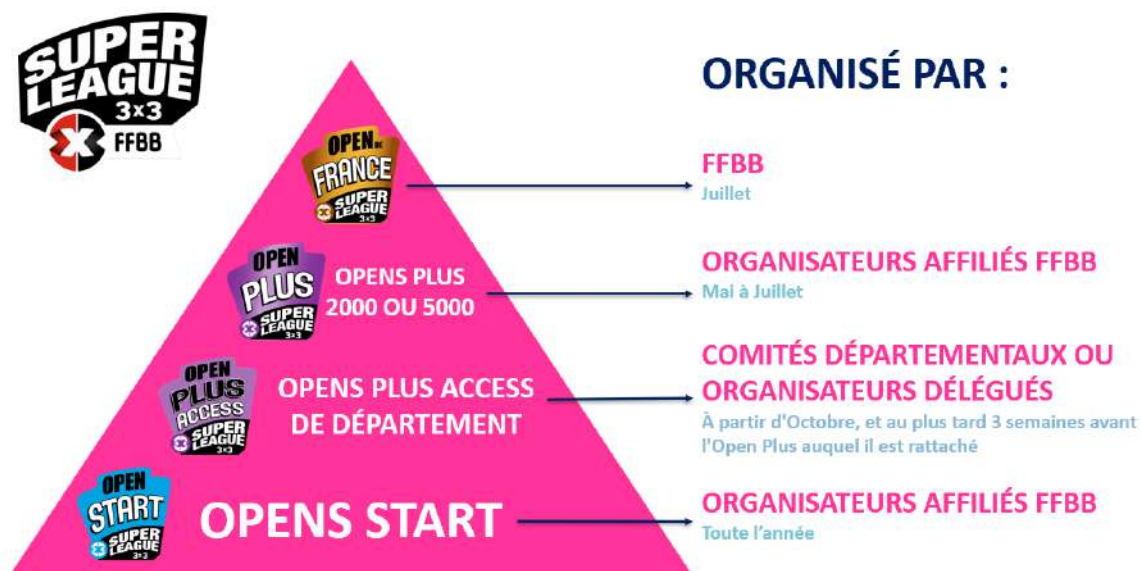 SUPER
LEAGUE
3x3
FFBB
ORGANISÉ PAR :
OPEN DE
FRANCE
SUPER
LEAGUE
3x3
FFBB
Juillet
OPEN
PLUS
SUPER
LEAGUE
3x3
OPENS PLUS
2000 OU 5000
ORGANISATEURS AFFILIÉS FFBB
Mai à Juillet
OPEN
PLUS
ACCESS
SUPER
LEAGUE
3x3
OPENS PLUS ACCESS
DE DÉPARTEMENT
COMITÉS DÉPARTEMENTAUX OU
ORGANISATEURS DÉLÉGUÉS
À partir d'Octobre, et au plus tard 3 semaines avant
l'Open Plus auquel il est rattaché
OPEN
START
SUPER
LEAGUE
3x3
OPENS START
ORGANISATEURS AFFILIÉS FFBB
Toute l'année